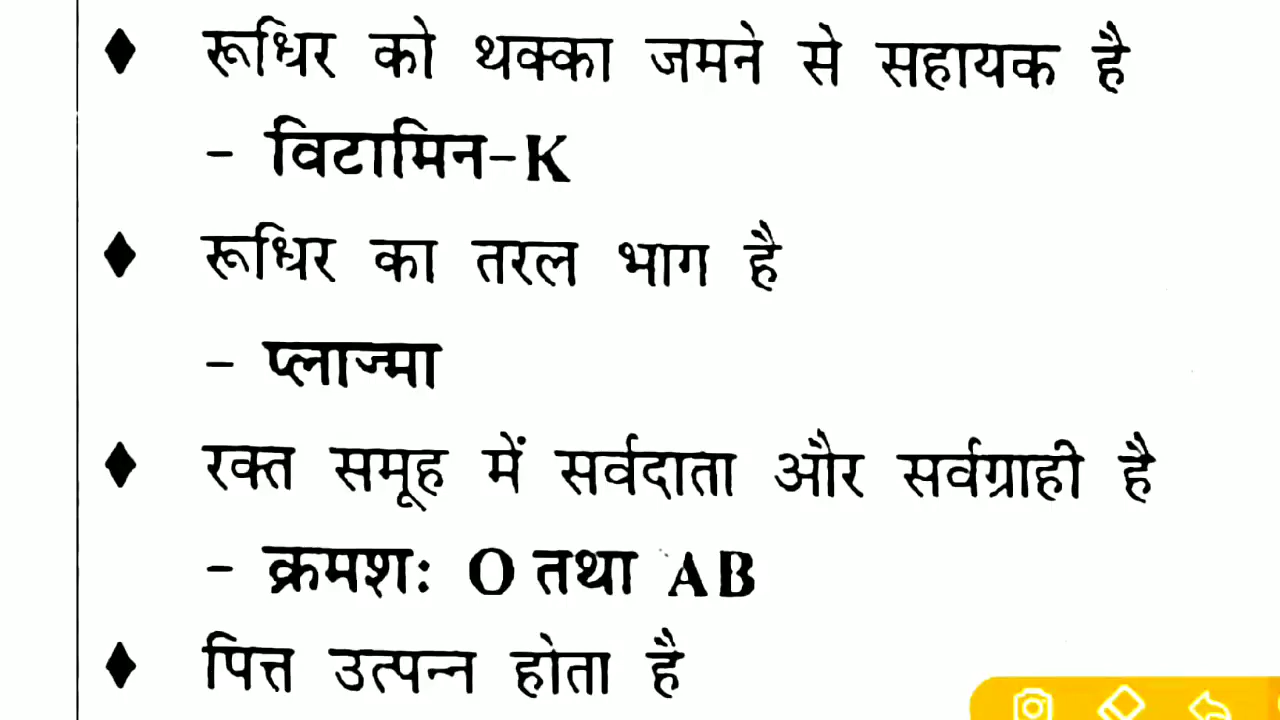 ♦ रूधिर को थक्का जमने से सहायक है
- विटामिन-K
♦ रूधिर का तरल भाग है
- प्लाज्मा
♦ रक्त समूह में सर्वदाता और सर्वग्राही है
- क्रमशः O तथा AB
♦ पित्त उत्पन्न होता है